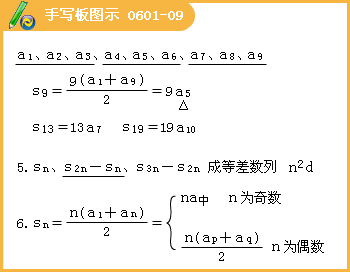 手写板图示 0601-09
a₁、a₂、a₃、a₄、a₅、a₆、a₇、a₈、a₉
s₉=9(a₁+a₉)/2=9a₅
△
s₁₃=13a₇ s₁₉=19a₁₀
5.sₙ、s₂ₙ-sₙ、s₃ₙ-s₂ₙ 成等差数列 n²d
6.sₙ=n(a₁+aₙ)/2={
na中 n为奇数
n(aₚ+a_q)/2 n为偶数